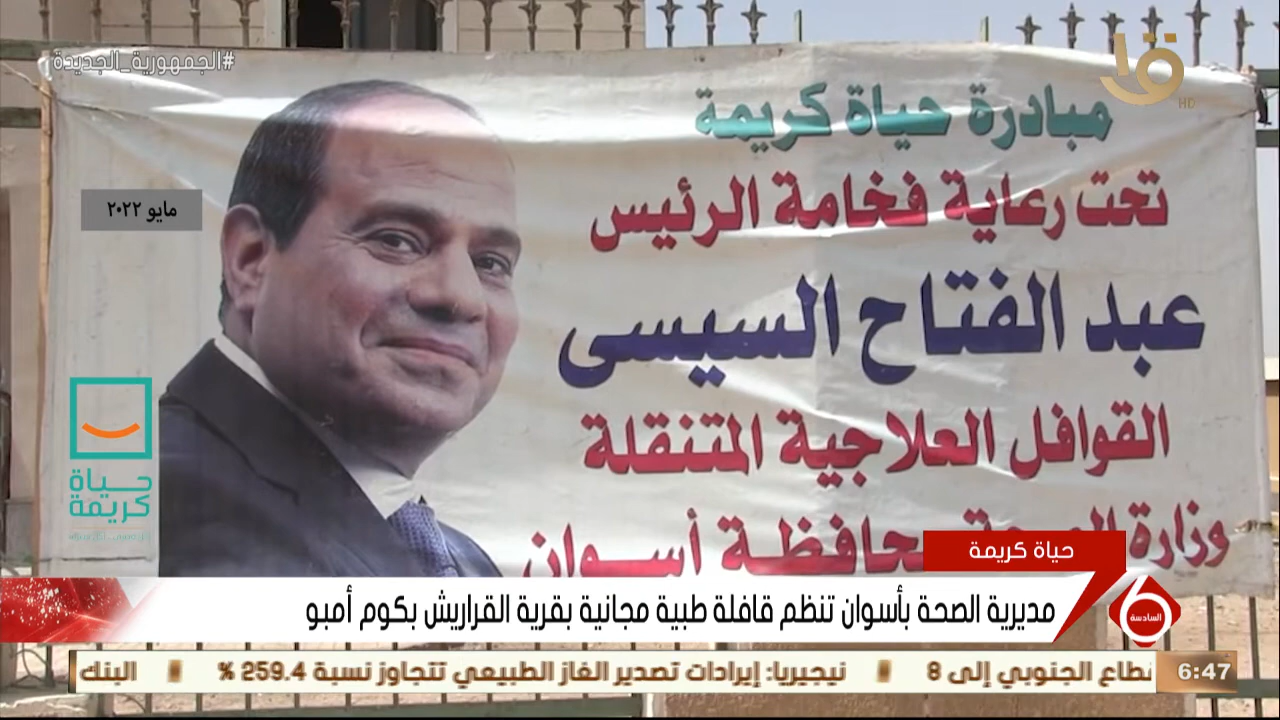 #الجمهورية_الجديدة
HD
مبادرة حياة كريمة
تحت رعاية فخامة الرئيس
مايو ٢٠٢٢
عبد الفتاح السيسى
القوافل العلاجية المتنقلة
حياة
كريمة
وزارة
أسوان
حياة كريمة
مديرية الصحة بأسوان تنظم قافلة طبية مجانية بقرية القراريش بكوم أمبو
السادسة
6:47
الجنوبي إلى 8
نيجيريا: إيرادات تصدير الغاز الطبيعي تتجاوز نسبة 259.4 %
البنك